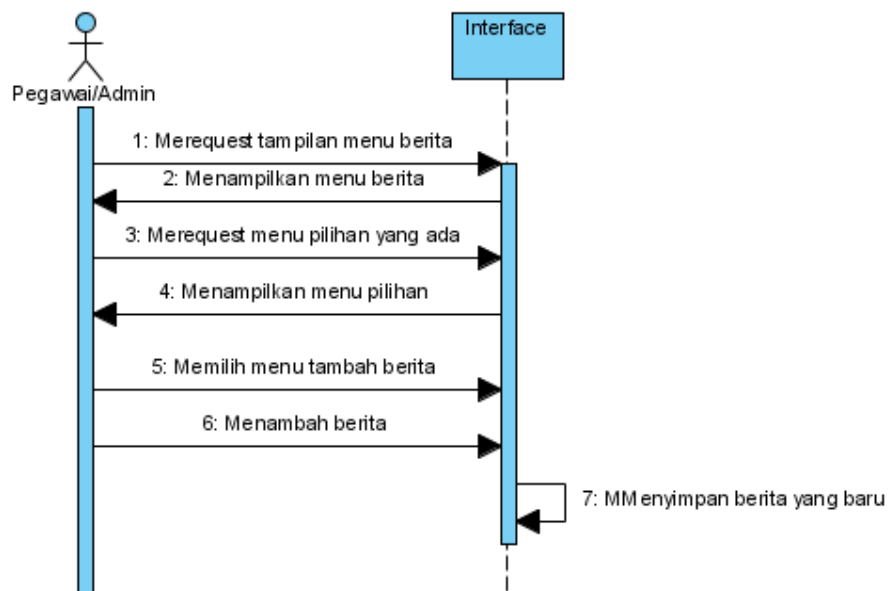 Interface
Pegawai/Admin
1: Merequest tampilan menu berita
2: Menampilkan menu berita
3: Merequest menu pilihan yang ada
4: Menampilkan menu pilihan
5: Memilih menu tambah berita
6: Menambah berita
7: MMenyimpan berita yang baru